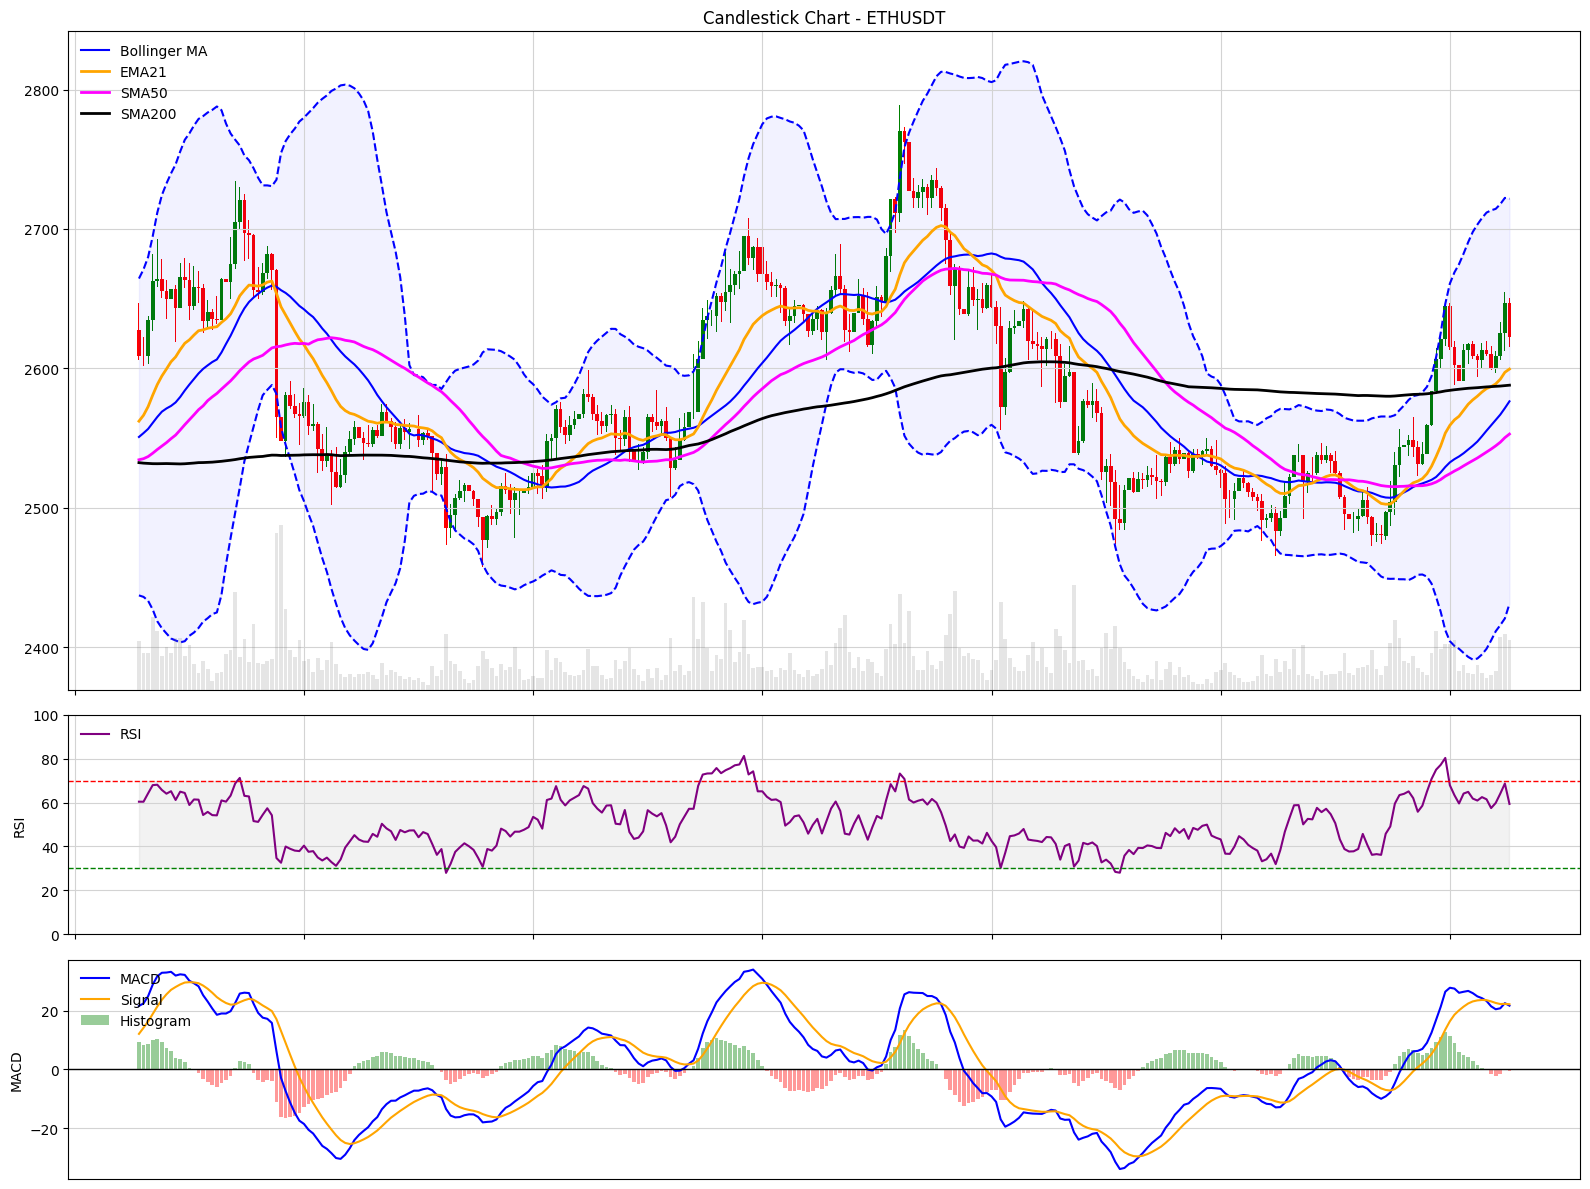 Candlestick Chart - ETHUSDT
Bollinger MA
EMA21
SMA50
SMA200
2800
2700
2600
2500
2400
RSI
100
80
60
40
20
0
RSI
MACD
Signal
Histogram
20
0
−20
MACD